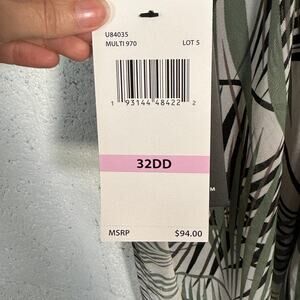 U84035
MULTI 970 LOT 5
1 93144 48422 2
32DD
MSRP $94.00